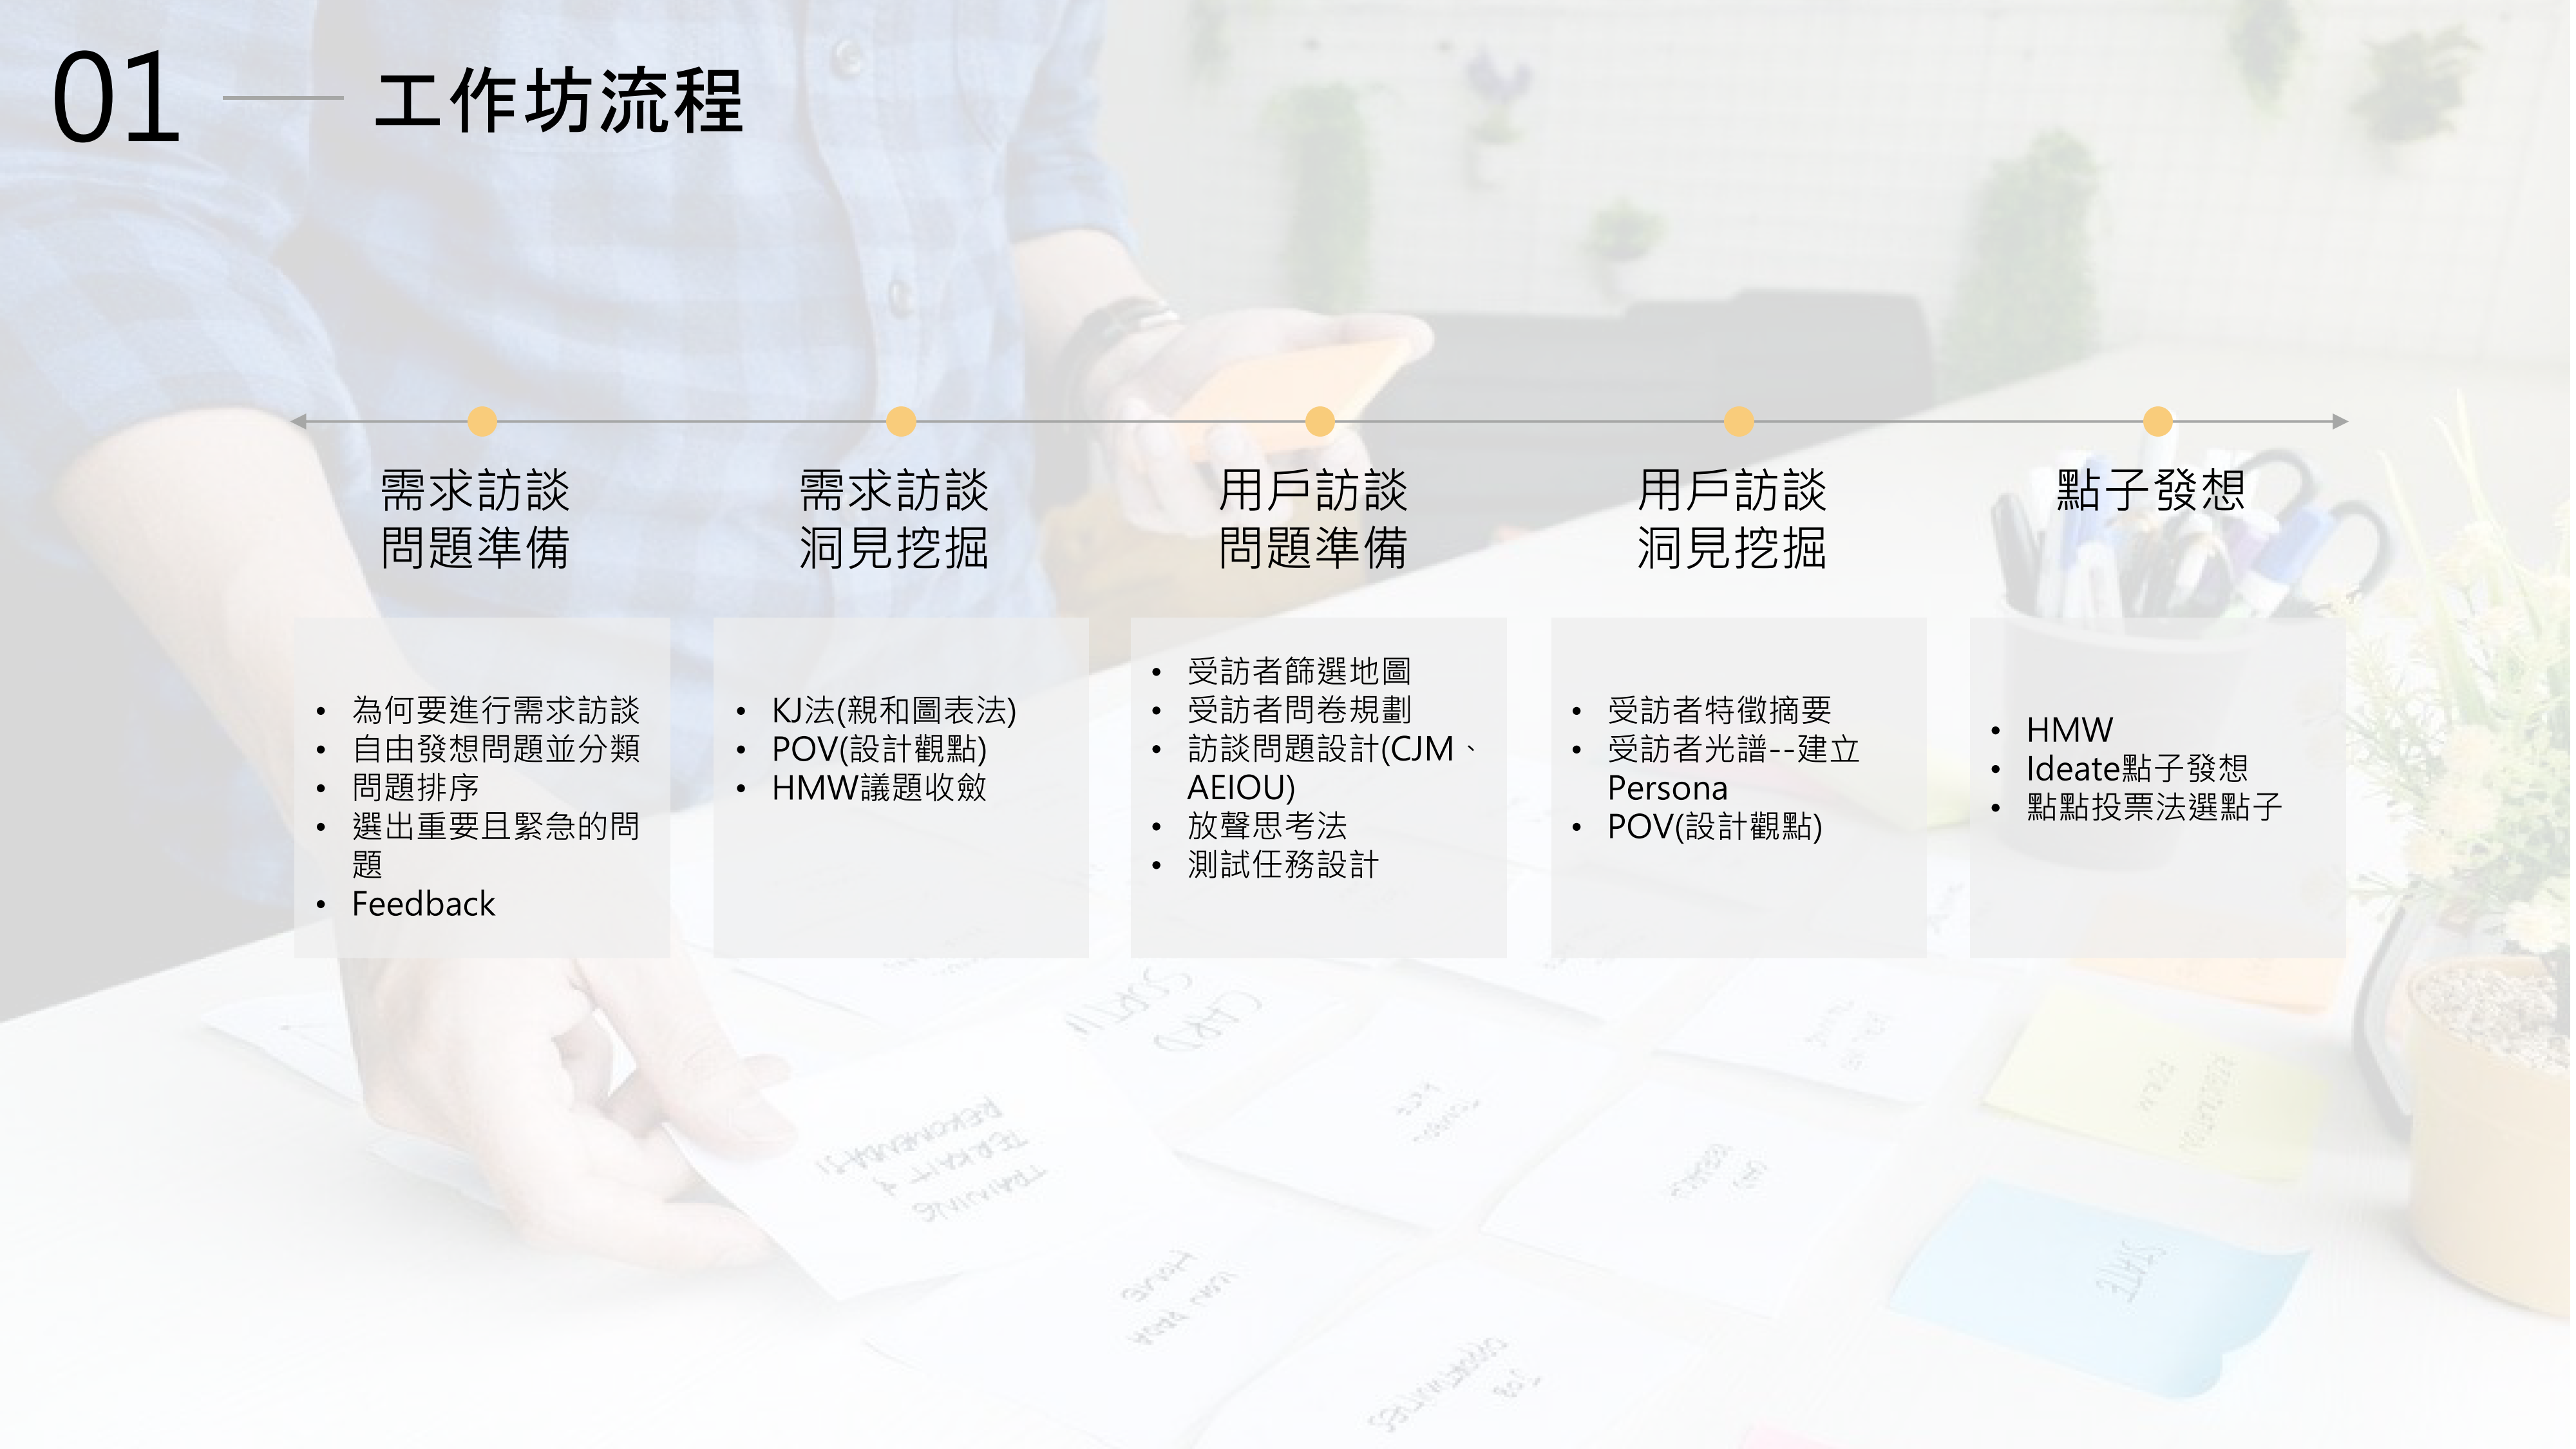 01
工作坊流程
需求訪談
問題準備
需求訪談
洞見挖掘
用戶訪談
問題準備
用戶訪談
洞見挖掘
點子發想
• 為何要進行需求訪談
• 自由發想問題並分類
• 問題排序
• 選出重要且緊急的問
題
• Feedback
• KJ法(親和圖表法)
• POV(設計觀點)
• HMW議題收斂
• 受訪者篩選地圖
• 受訪者問卷規劃
• 訪談問題設計(CJM、
AEIOU)
• 放聲思考法
• 測試任務設計
• 受訪者特徵摘要
• 受訪者光譜--建立
Persona
• POV(設計觀點)
• HMW
• Ideate點子發想
• 點點投票法選點子